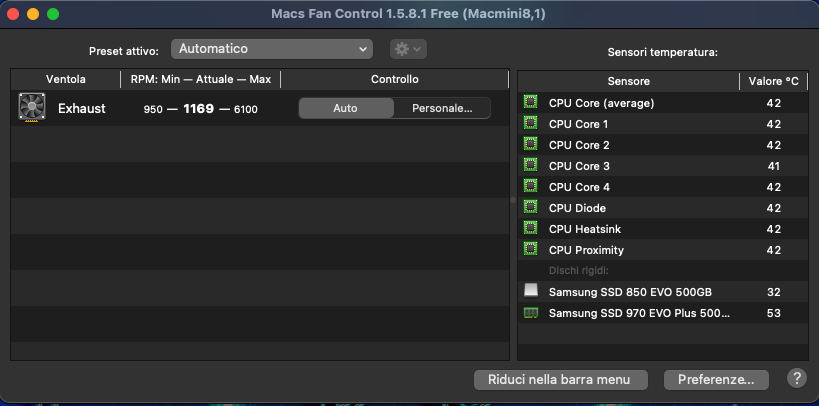 Macs Fan Control 1.5.8.1 Free (Macmini8,1)
Preset attivo: Automatico
Sensori temperatura:
Ventola RPM: Min — Attuale — Max Controllo
Exhaust 950 — 1169 — 6100 Auto Personale...
Sensore Valore °C
CPU Core (average) 42
CPU Core 1 42
CPU Core 2 42
CPU Core 3 41
CPU Core 4 42
CPU Diode 42
CPU Heatsink 42
CPU Proximity 42
Dischi rigidi:
Samsung SSD 850 EVO 500GB 32
Samsung SSD 970 EVO Plus 500... 53
Riduci nella barra menu Preferenze... ?